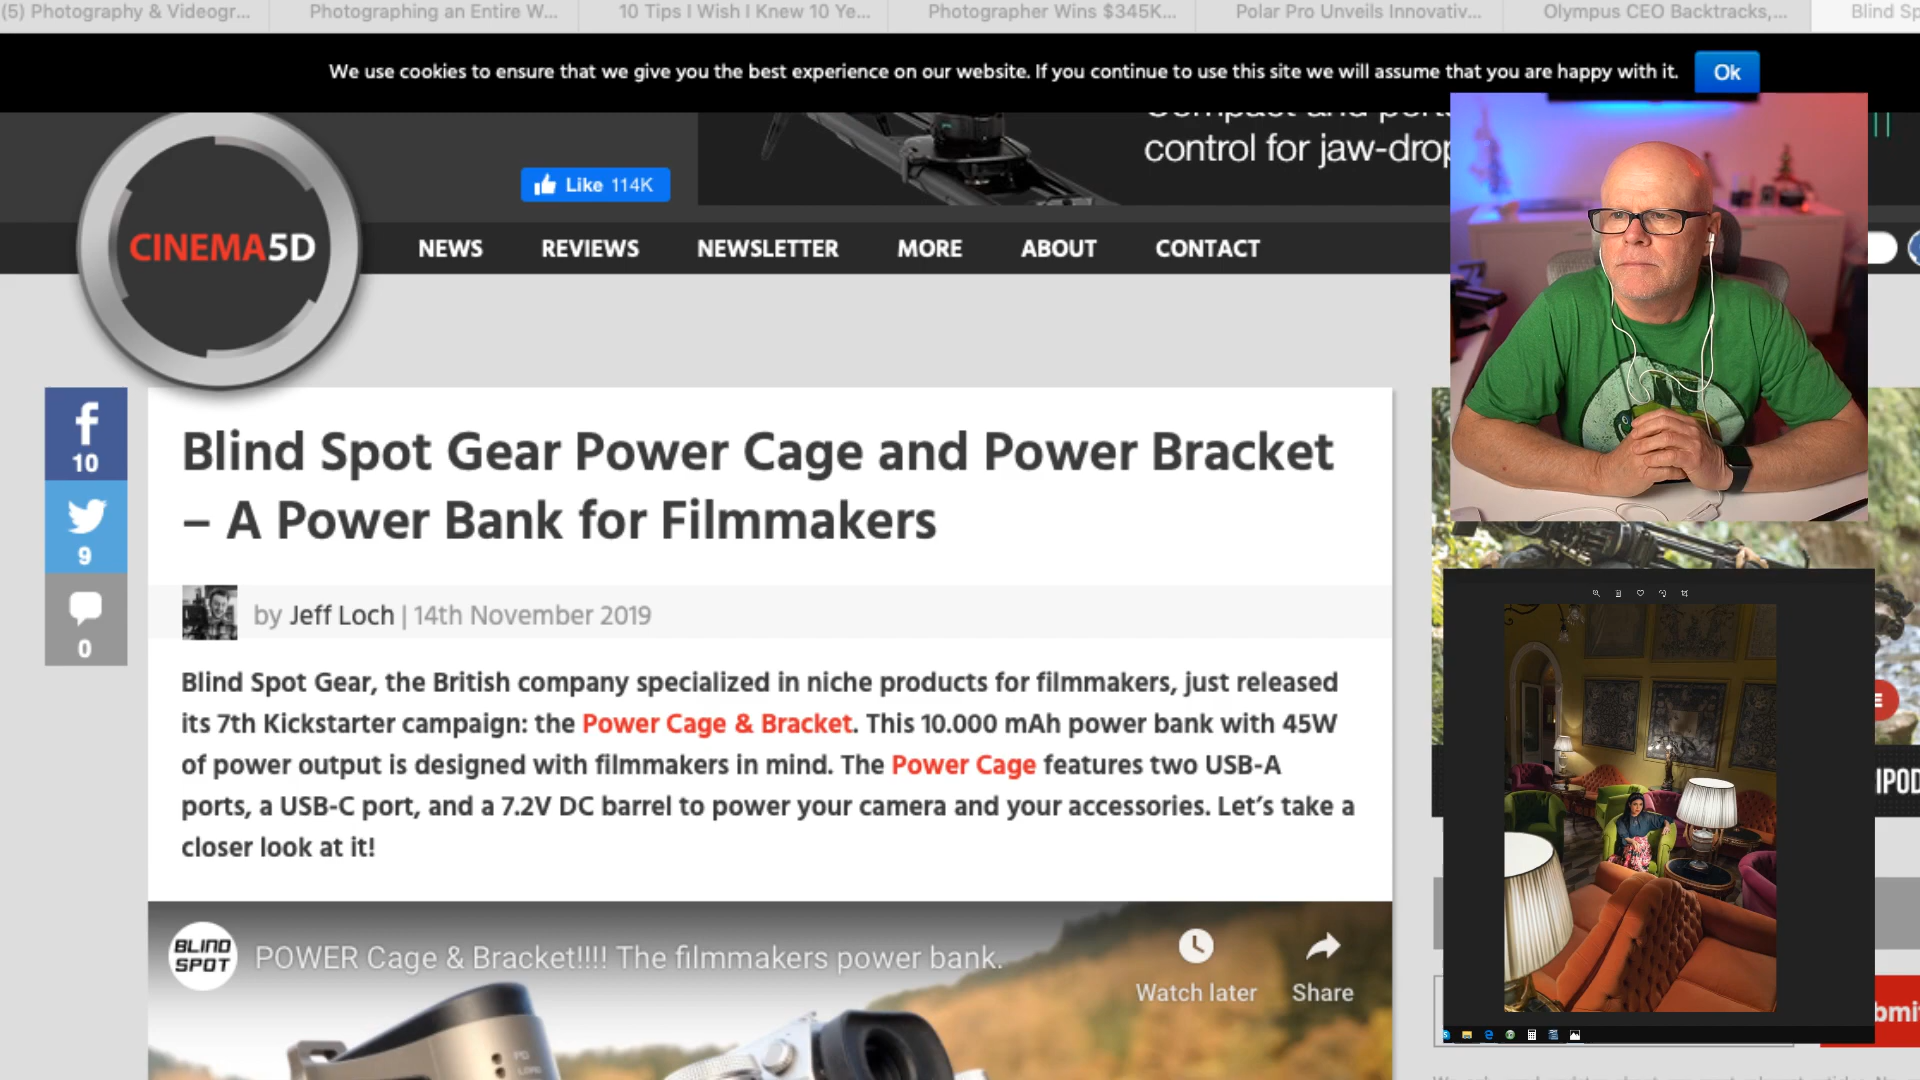 (5) Photography & Videogr...
Photographing an Entire W...
10 Tips I Wish I Knew 10 Ye...
Photographer Wins $345K...
Polar Pro Unveils Innovativ...
Olympus CEO Backtracks,...
Blind Sp
We use cookies to ensure that we give you the best experience on our website. If you continue to use this site we will assume that you are happy with it.
Ok
control for jaw-drop
Like 114K
CINEMA5D
NEWS
REVIEWS
NEWSLETTER
MORE
ABOUT
CONTACT
10
9
0
Blind Spot Gear Power Cage and Power Bracket
– A Power Bank for Filmmakers
by Jeff Loch | 14th November 2019
Blind Spot Gear, the British company specialized in niche products for filmmakers, just released
its 7th Kickstarter campaign: the Power Cage & Bracket. This 10.000 mAh power bank with 45W
of power output is designed with filmmakers in mind. The Power Cage features two USB-A
ports, a USB-C port, and a 7.2V DC barrel to power your camera and your accessories. Let's take a
closer look at it!
BLIND
SPOT
POWER Cage & Bracket!!!! The filmmakers power bank.
Watch later
Share
IPOD
bmi